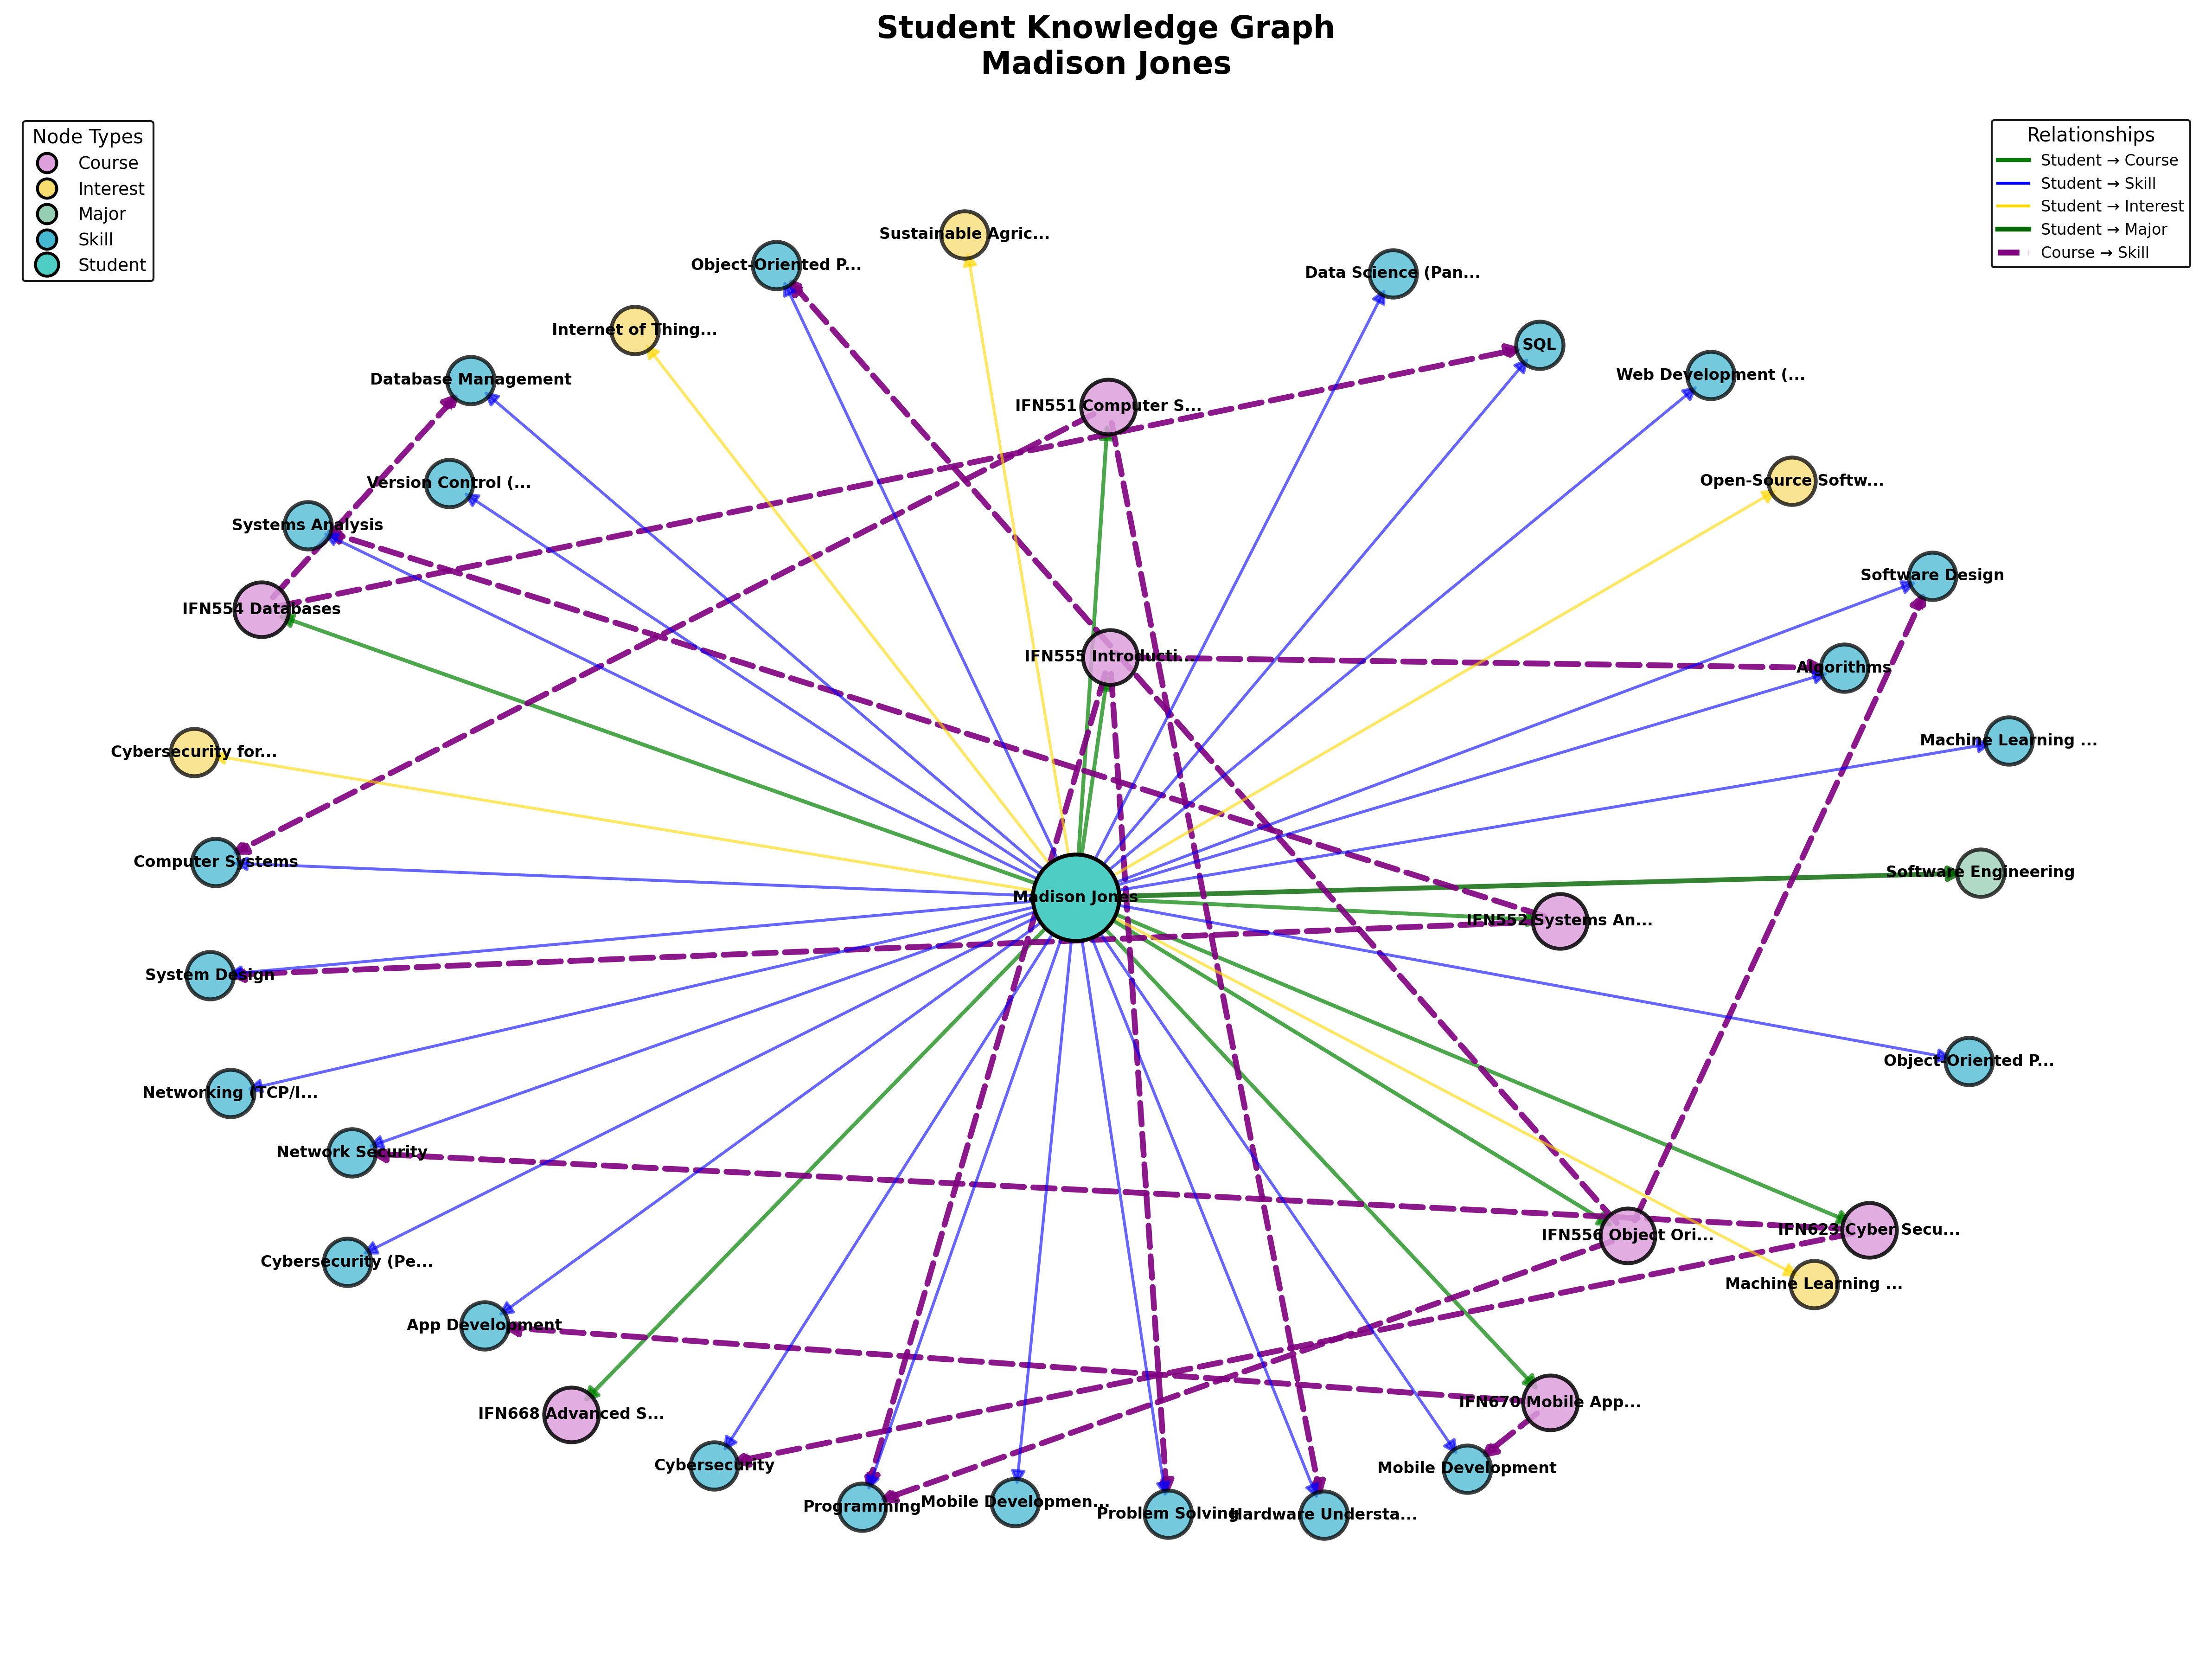 Student Knowledge Graph
Madison Jones
Node Types
Course
Interest
Major
Skill
Student
Relationships
Student → Course
Student → Skill
Student → Interest
Student → Major
Course → Skill
Sustainable Agric...
Object-Oriented P...
Data Science (Pan...
Internet of Thing...
SQL
Web Development (...
Database Management
IFN551 Computer S...
Version Control (...
Open-Source Softw...
Systems Analysis
Software Design
IFN554 Databases
IFN555 Introducti...
Algorithms
Machine Learning ...
Cybersecurity for...
Computer Systems
Software Engineering
Madison Jones
IFN552 Systems An...
System Design
Object-Oriented P...
Networking (TCP/I...
Network Security
IFN556 Object Ori...
IFN623 Cyber Secu...
Cybersecurity (Pe...
Machine Learning ...
App Development
IFN668 Advanced S...
IFN670 Mobile App...
Cybersecurity
Mobile Development
Programming
Mobile Developmen...
Problem Solving
Hardware Understa...